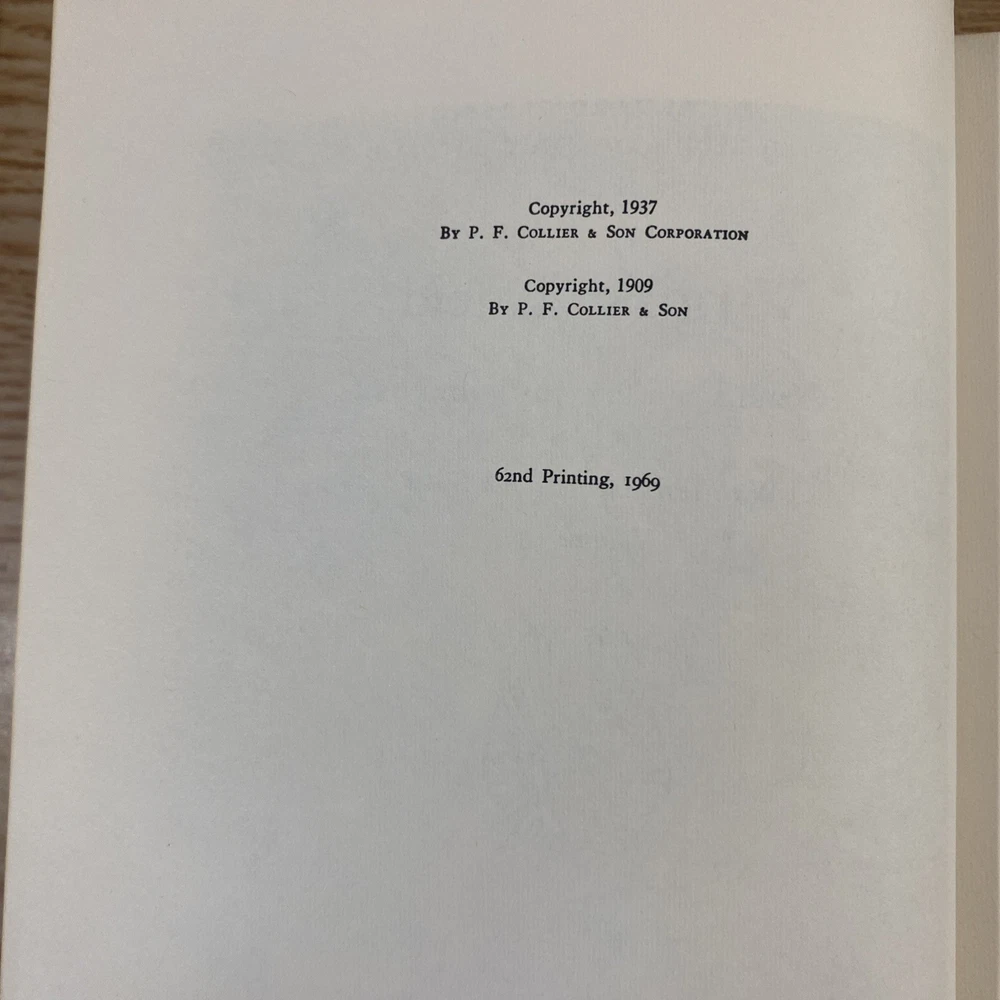 Copyright, 1937
By P. F. Collier & Son Corporation
Copyright, 1909
By P. F. Collier & Son
62nd Printing, 1969